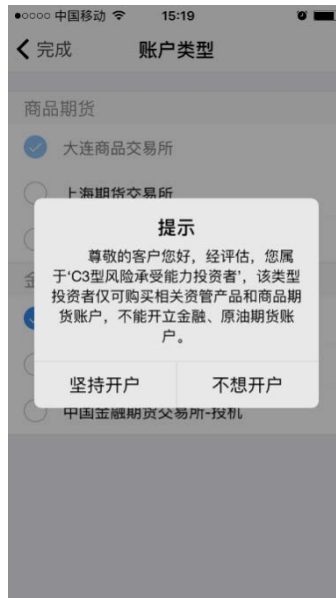 中国移动 15:19
完成 账户类型
商品期货
大连商品交易所
上海期货交易所
提示
尊敬的客户您好，经评估，您属
于‘C3型风险承受能力投资者’，该类型
投资者仅可购买相关资管产品和商品期
货账户，不能开立金融、原油期货账
户。
坚持开户 不想开户
中国金融期货交易所-投机